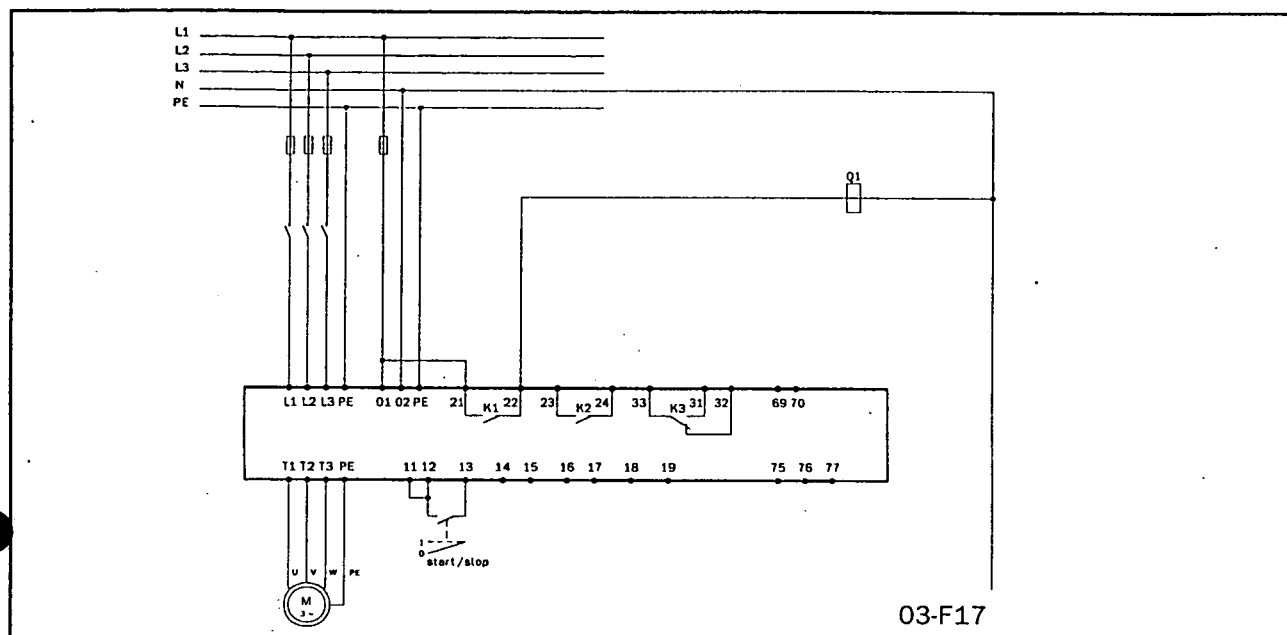 L1
L2
L3
N
PE
Q1
L1 L2 L3 PE 01 02 PE 21 K1 22 23 K2 24 33 K3 31 32 69 70
T1 T2 T3 PE 11 12 13 14 15 16 17 18 19 75 76 77
1
0
start/stop
U V W PE
M
3~
03-F17